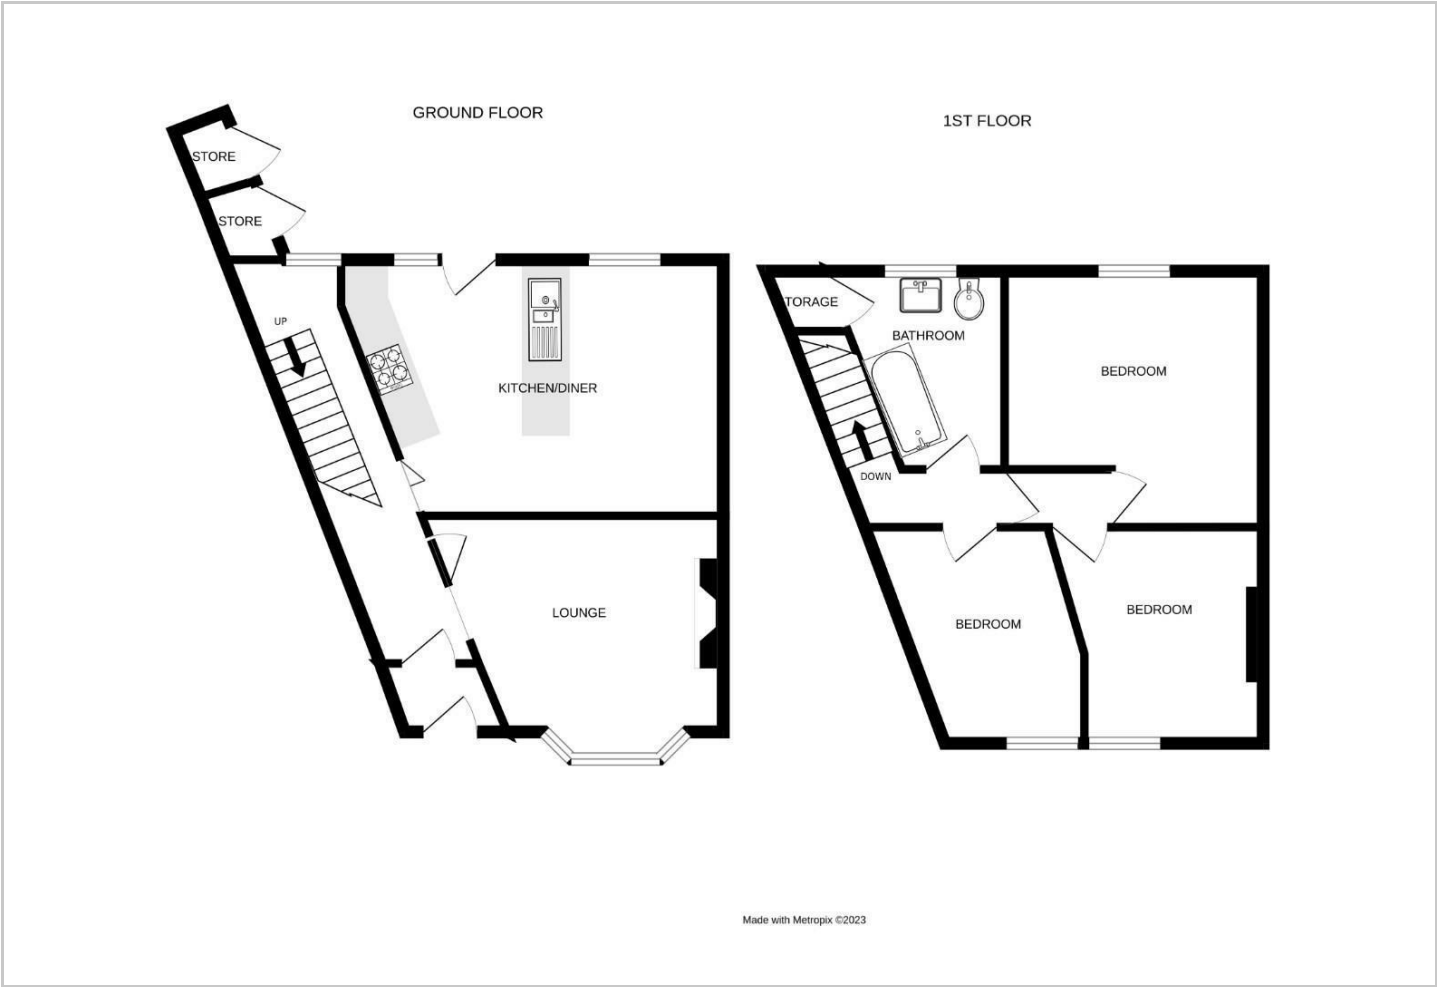 GROUND FLOOR
1ST FLOOR
STORE
STORE
UP
KITCHEN/DINER
LOUNGE
TORAGE
BATHROOM
BEDROOM
DOWN
BEDROOM
BEDROOM
Made with Metropix ©2023